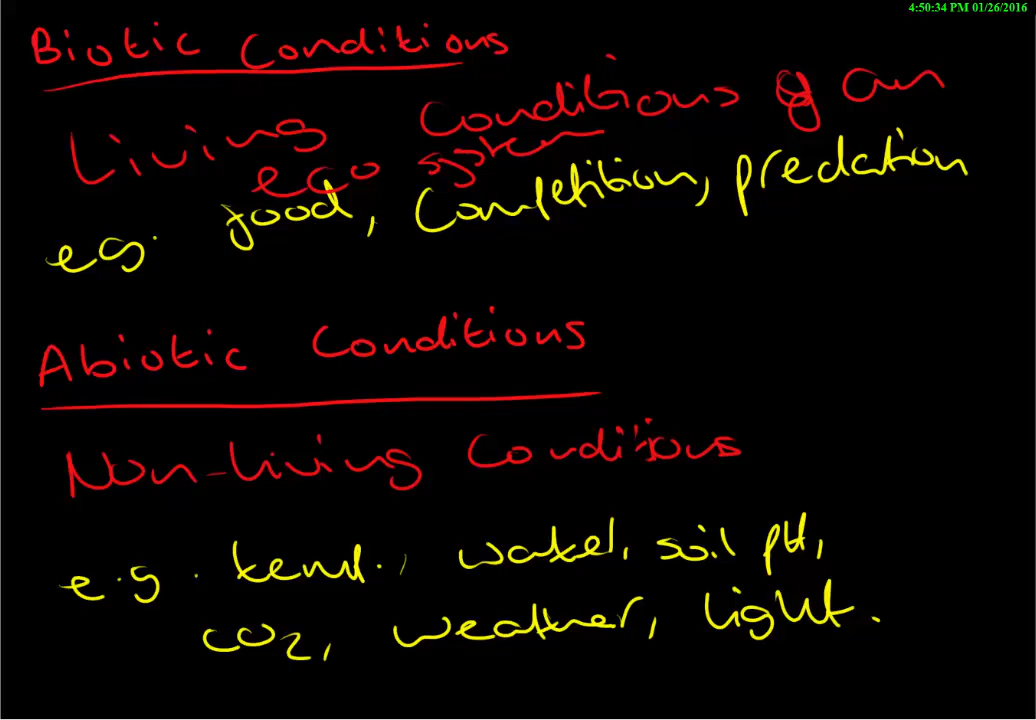 4:50:34 PM 01/26/2016
Biotic Conditions
Living Conditions of an
eco system
e.g. food, Competition, predation
Abiotic Conditions
Non-living Conditions
e.g. temp., water, soil pH,
CO2, weather, light.